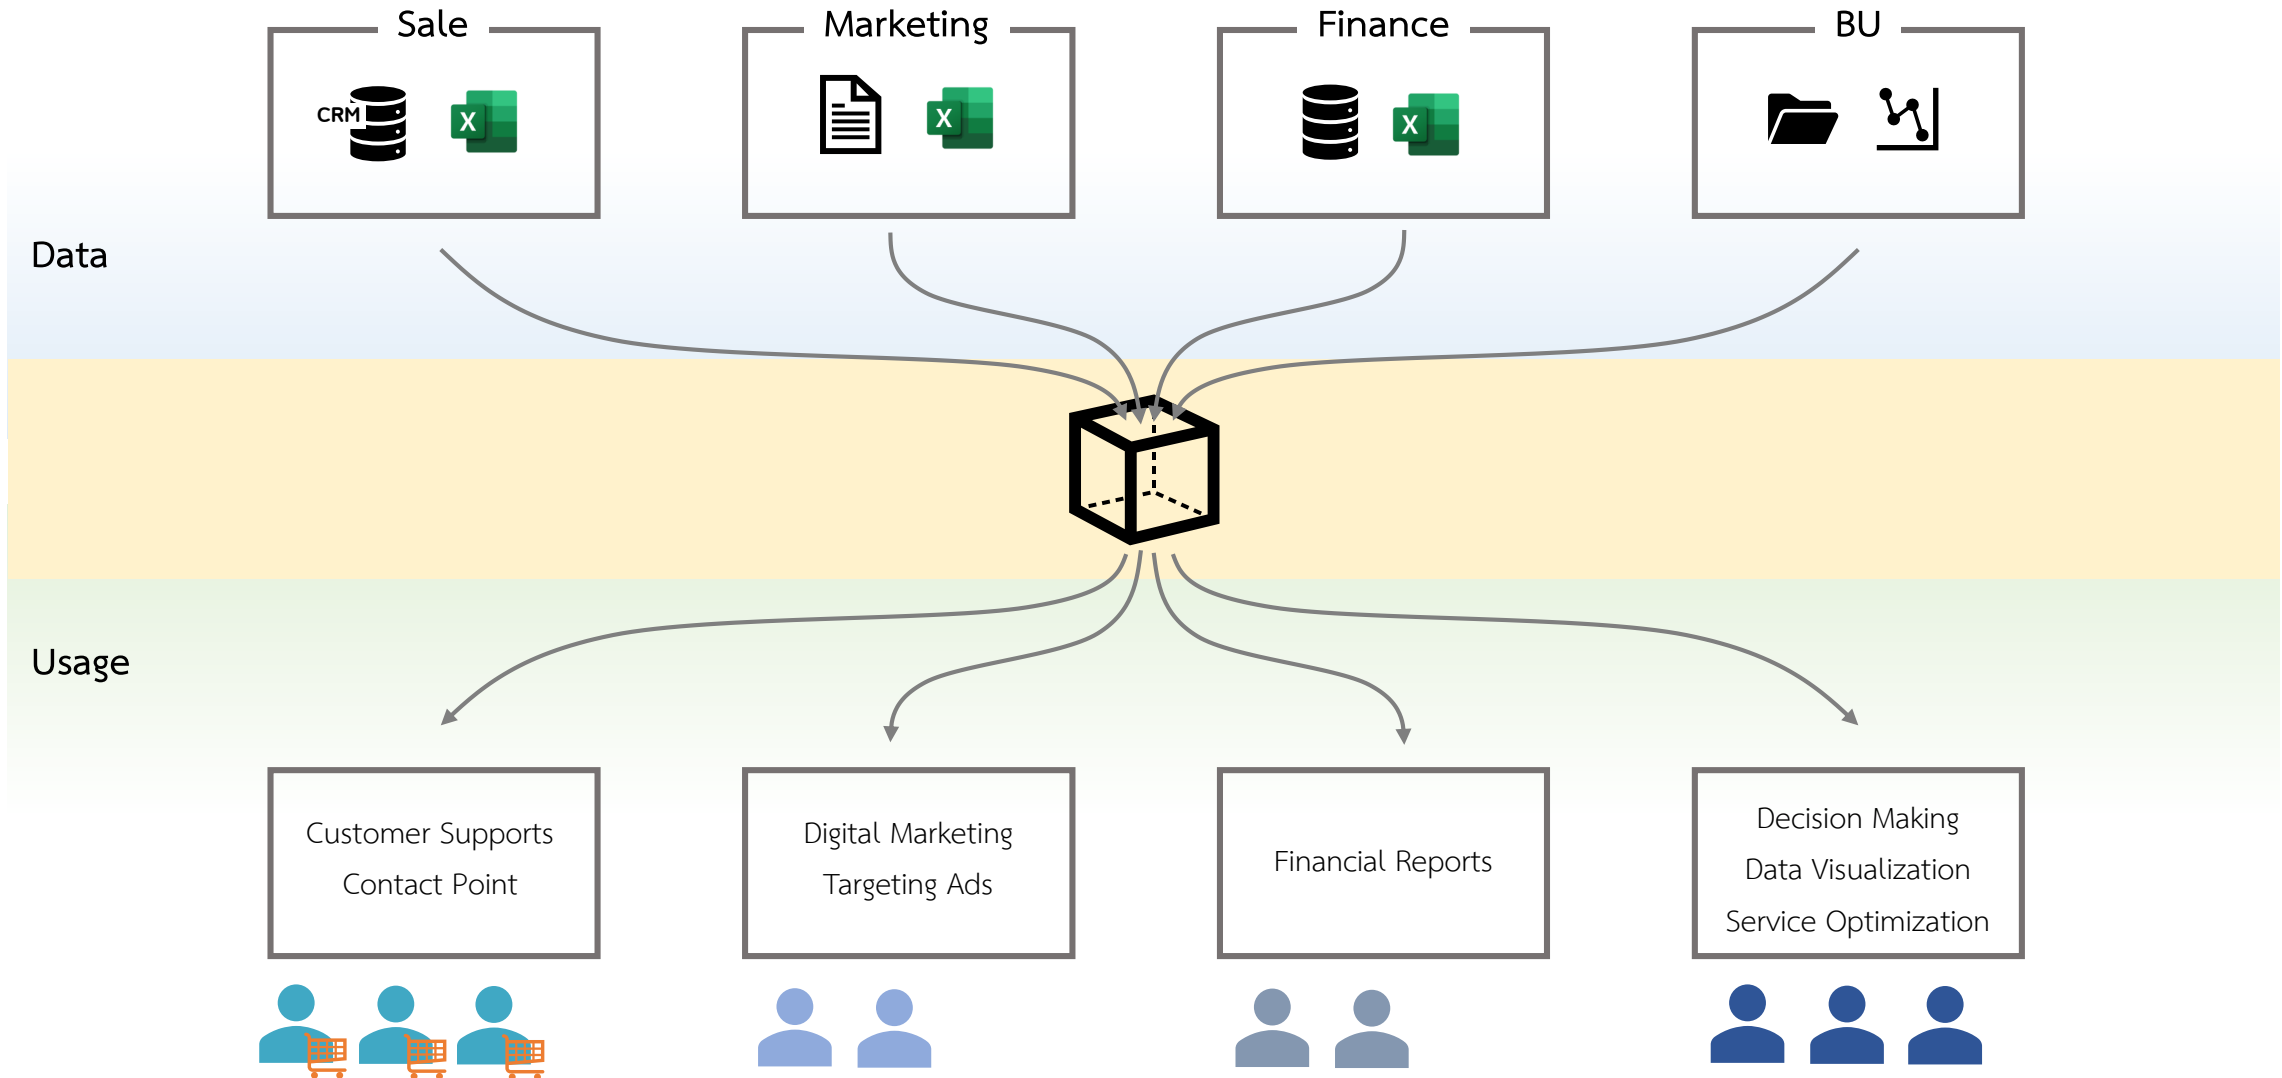 Sale
Marketing
Finance
BU
CRM
X
X
X
Data
Usage
Customer Supports
Contact Point
Digital Marketing
Targeting Ads
Financial Reports
Decision Making
Data Visualization
Service Optimization